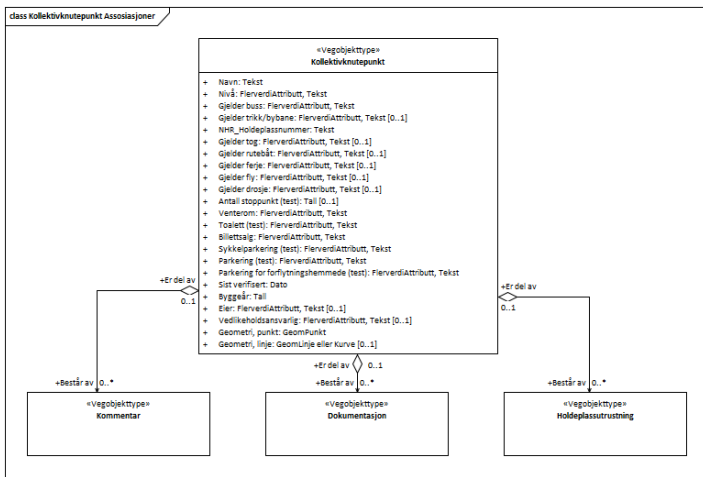 class Kollektivknutepunkt Assosiasjoner
«Vegobjekttype»
Kollektivknutepunkt
+ Navn: Tekst
+ Nivå: FlerverdiAttributt, Tekst
+ Gjelder buss: FlerverdiAttributt, Tekst
+ Gjelder trikk/bybane: FlerverdiAttributt, Tekst [0..1]
+ NHR_Holdeplassnummer: Tekst
+ Gjelder tog: FlerverdiAttributt, Tekst [0..1]
+ Gjelder rutebåt: FlerverdiAttributt, Tekst [0..1]
+ Gjelder ferje: FlerverdiAttributt, Tekst [0..1]
+ Gjelder fly: FlerverdiAttributt, Tekst [0..1]
+ Gjelder drosje: FlerverdiAttributt, Tekst [0..1]
+ Antall stoppunkt (test): Tall [0..1]
+ Venterom: FlerverdiAttributt, Tekst
+ Toalett (test): FlerverdiAttributt, Tekst
+ Billettsalg: FlerverdiAttributt, Tekst
+ Sykkelparkering (test): FlerverdiAttributt, Tekst
+ Parkering (test): FlerverdiAttributt, Tekst
+ Parkering for forflytningshemmede (test): FlerverdiAttributt, Tekst
+ Sist verifisert: Dato
+ Byggeår: Tall
+ Eier: FlerverdiAttributt, Tekst [0..1]
+ Vedlikeholdsansvarlig: FlerverdiAttributt, Tekst [0..1]
+ Geometri, punkt: GeomPunkt
+ Geometri, linje: GeomLinje eller Kurve [0..1]
+Er del av
0..1
+Er del av
0..1
+Er del av 0..1
+Består av 0..*
+Består av 0..*
+Består av 0..*
«Vegobjekttype»
Kommentar
«Vegobjekttype»
Dokumentasjon
«Vegobjekttype»
Holdeplassutrustning